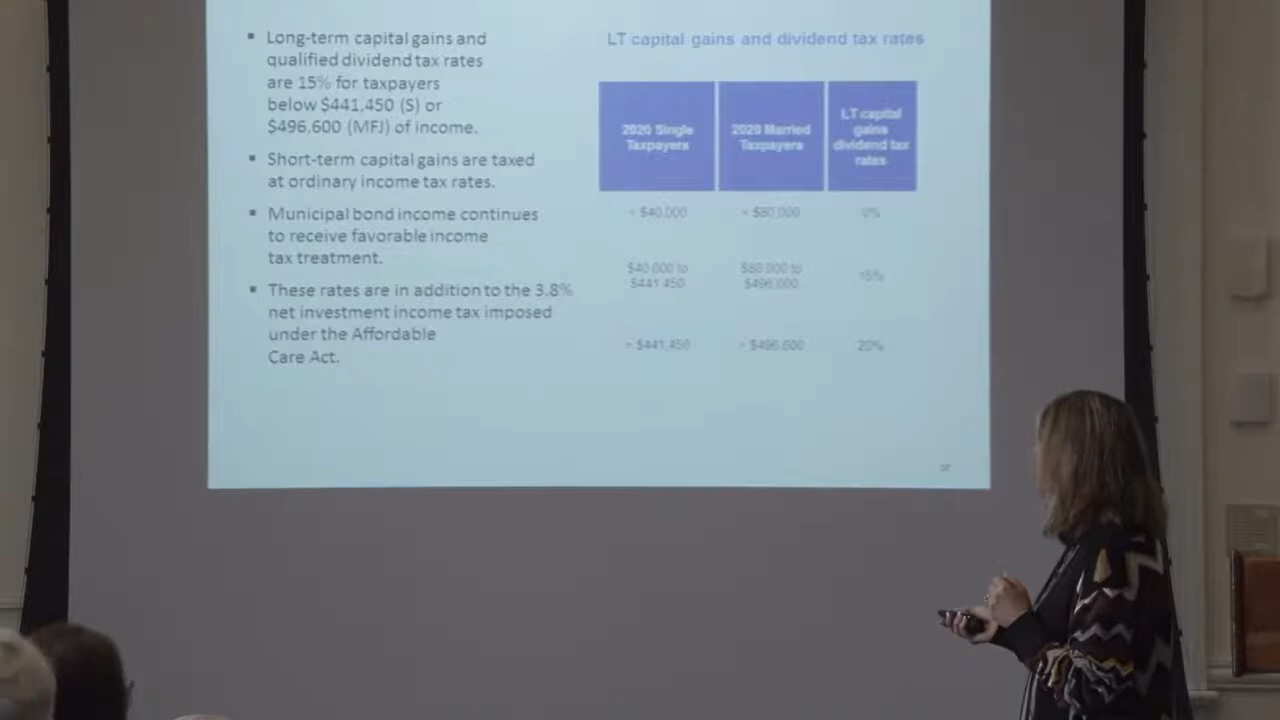 ▪ Long-term capital gains and
qualified dividend tax rates
are 15% for taxpayers
below $441,450 (S) or
$496,600 (MFJ) of income.
▪ Short-term capital gains are taxed
at ordinary income tax rates.
▪ Municipal bond income continues
to receive favorable income
tax treatment.
▪ These rates are in addition to the 3.8%
net investment income tax imposed
under the Affordable
Care Act.
LT capital gains and dividend tax rates
2020 Single
Taxpayers
2020 Married
Taxpayers
LT capital
gains
dividend tax
rates
$40,000
$80,000
0%
$40,000 to
$441,450
$80,000 to
$496,000
15%
> $441,450
> $496,600
20%